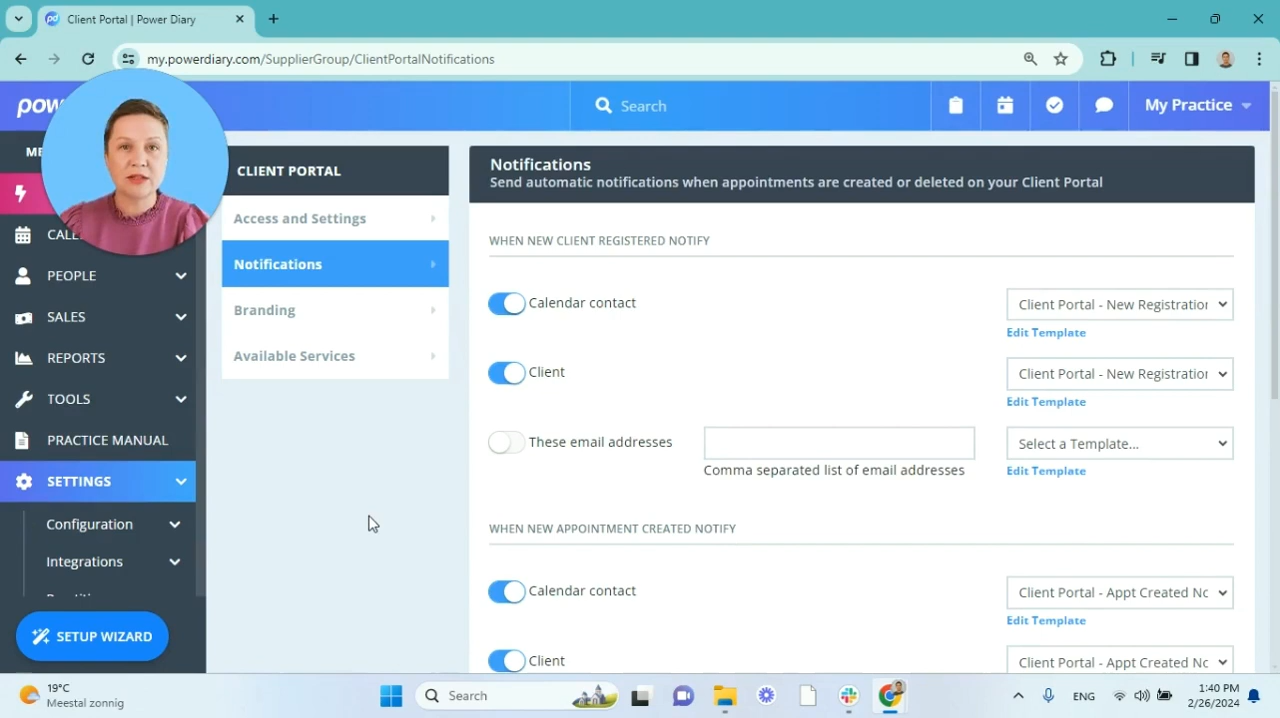 Client Portal | Power Diary
my.powerdiary.com/SupplierGroup/ClientPortalNotifications
Search
My Practice
CLIENT PORTAL
Access and Settings
Notifications
Branding
Available Services
PEOPLE
SALES
REPORTS
TOOLS
PRACTICE MANUAL
SETTINGS
Configuration
Integrations
SETUP WIZARD
Notifications
Send automatic notifications when appointments are created or deleted on your Client Portal
WHEN NEW CLIENT REGISTERED NOTIFY
Calendar contact
Client Portal - New Registration
Edit Template
Client
Client Portal - New Registration
Edit Template
These email addresses
Select a Template...
Comma separated list of email addresses
Edit Template
WHEN NEW APPOINTMENT CREATED NOTIFY
Calendar contact
Client Portal - Appt Created No
Edit Template
Client
Client Portal - Appt Created No
19°C
Meestal zonnig
Search
ENG
1:40 PM
2/26/2024